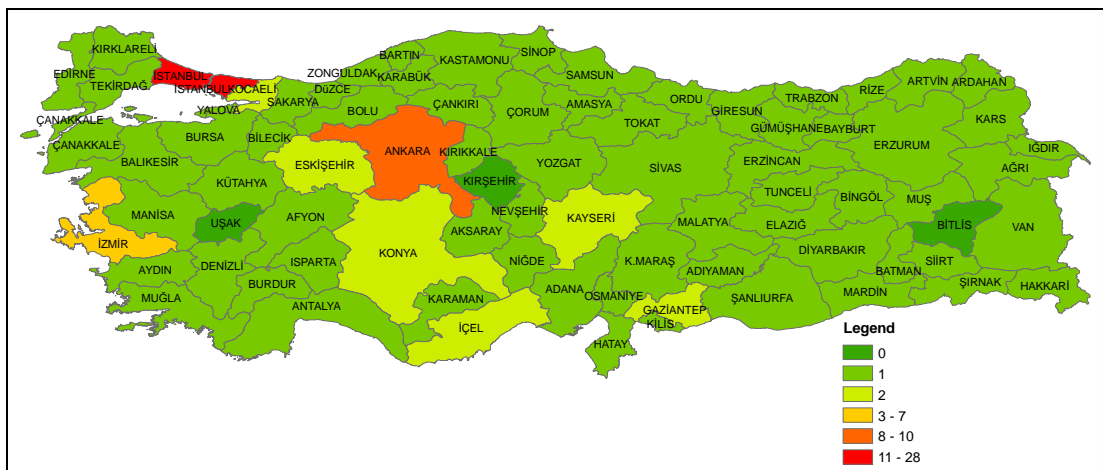 SİNOP
KIRKLARELİ
BARTIN
KASTAMONU
EDİRNE
TEKİRDAĞ
İSTANBUL
İSTANBUL
KOCAELİ
ZONGULDAK
KARABÜK
SAMSUN
ARTVİN
ARDAHAN
DÜZCE
SAKARYA
YALOVA
BOLU
ÇANKIRI
ÇORUM
AMASYA
ORDU
GİRESUN
TRABZON
RİZE
ÇANAKKALE
ÇANAKKALE
BURSA
BİLECİK
ANKARA
KIRIKKALE
TOKAT
GÜMÜŞHANE
BAYBURT
KARS
ERZURUM
IĞDIR
BALIKESİR
ESKİŞEHİR
YOZGAT
SİVAS
ERZİNCAN
AĞRI
KÜTAHYA
KIRŞEHİR
TUNCELİ
BİNGÖL
MUŞ
MANİSA
UŞAK
AFYON
NEVŞEHİR
KAYSERİ
MALATYA
ELAZIĞ
BİTLİS
VAN
İZMİR
KONYA
AKSARAY
DİYARBAKIR
AYDIN
DENİZLİ
ISPARTA
NİĞDE
K.MARAŞ
ADIYAMAN
BATMAN
SİİRT
MUĞLA
BURDUR
ANTALYA
KARAMAN
ADANA
OSMANİYE
GAZİANTEP
ŞANLIURFA
MARDİN
ŞIRNAK
HAKKARİ
İÇEL
KİLİS
HATAY
Legend
0
1
2
3 - 7
8 - 10
11 - 28